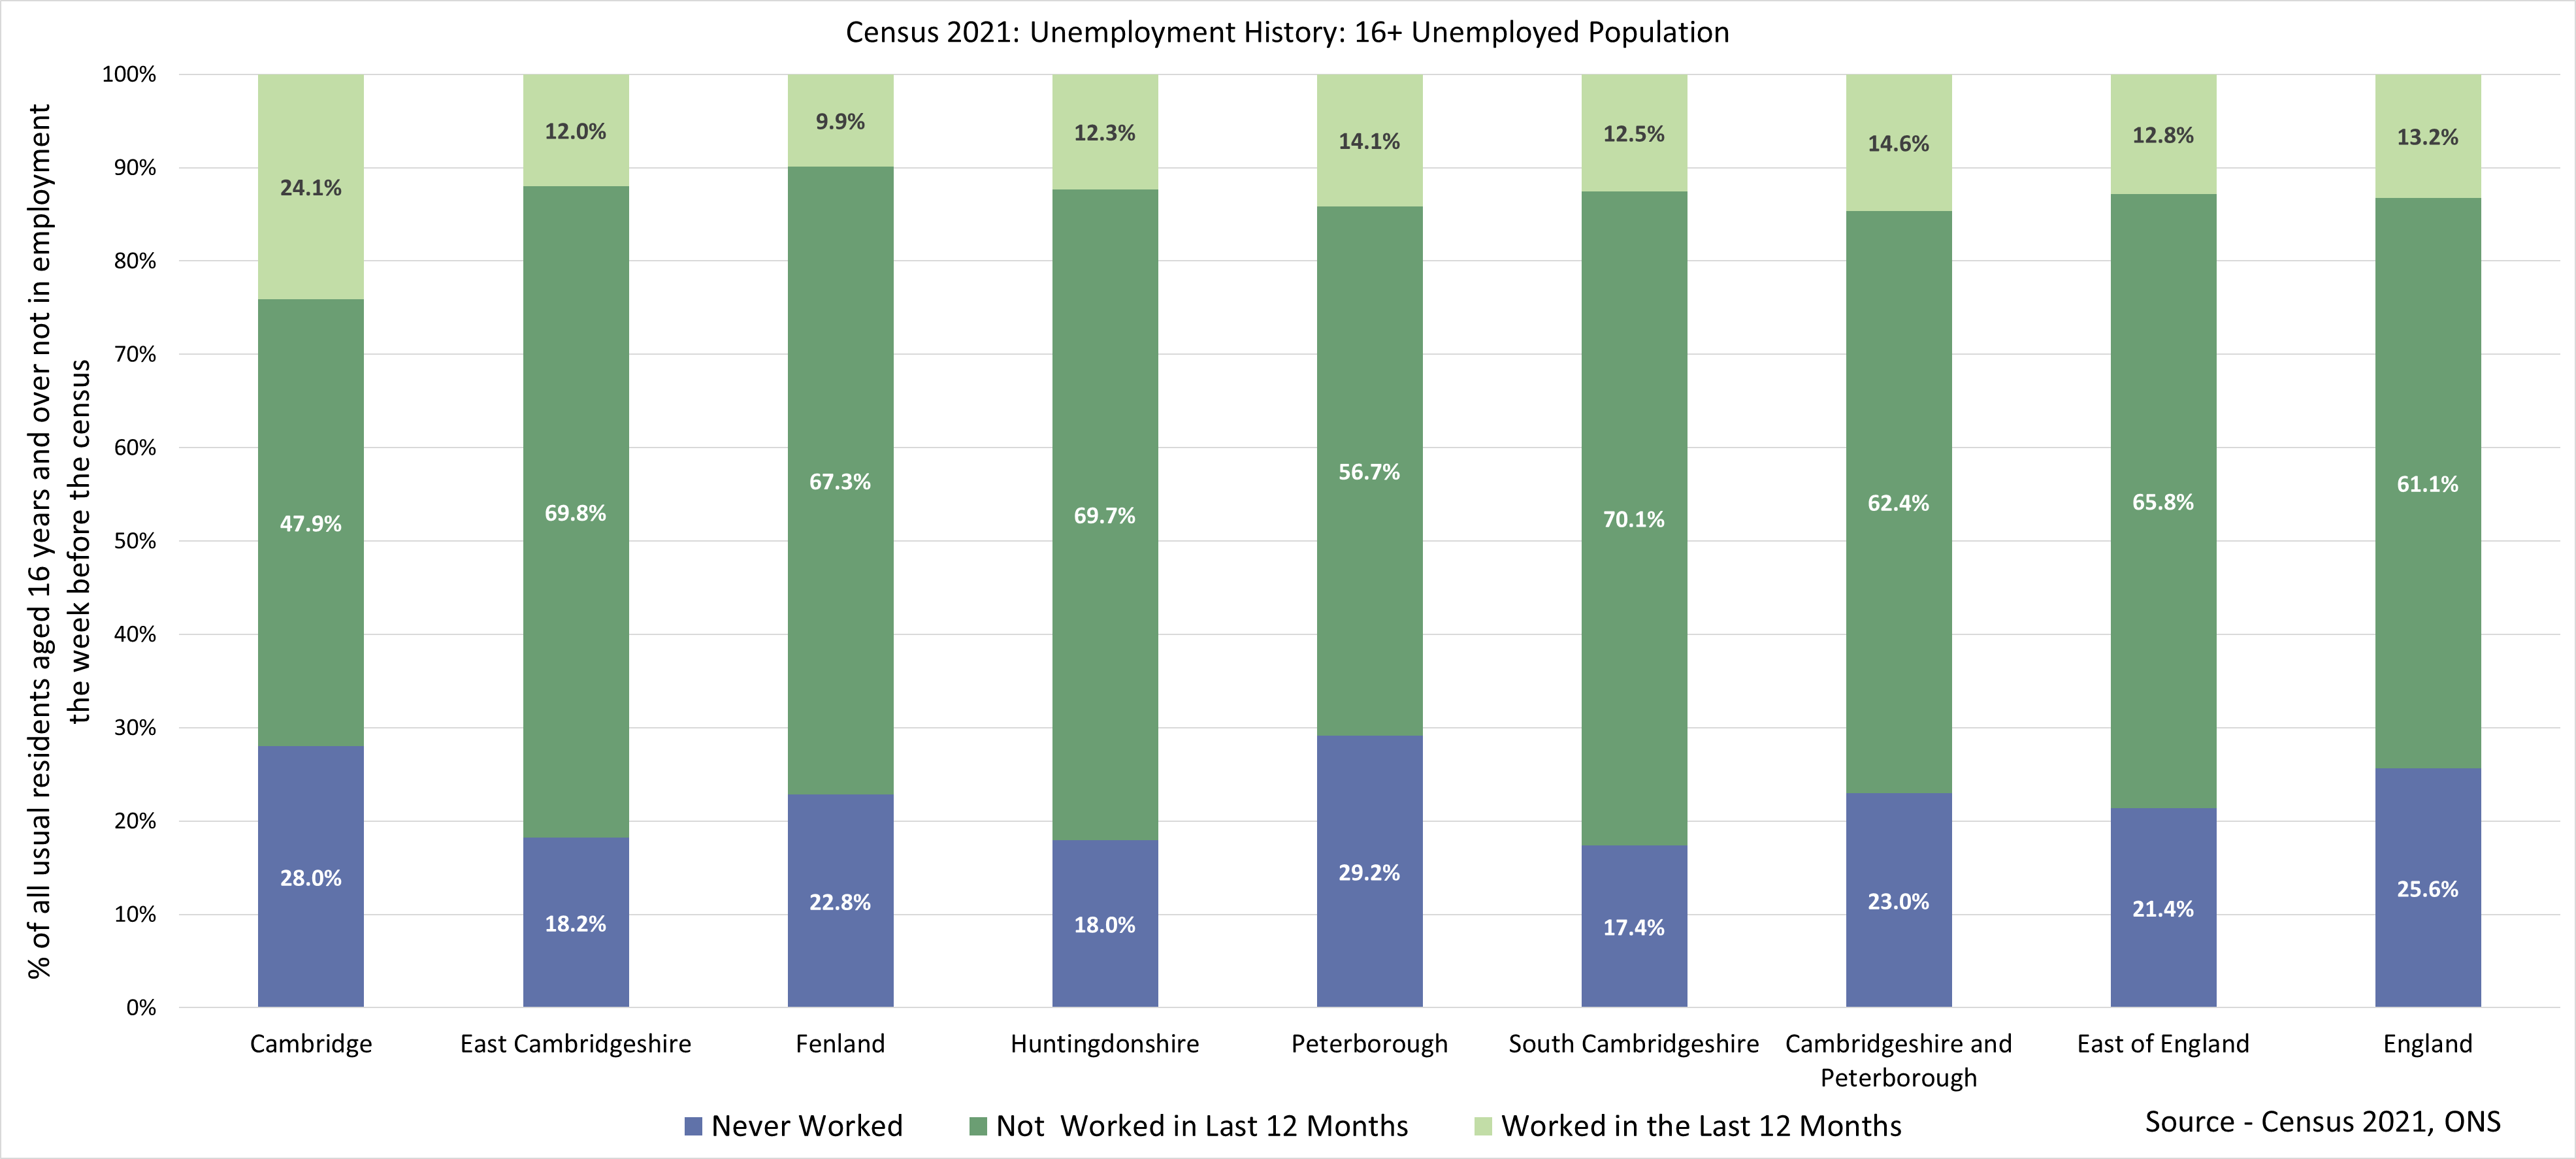 Census 2021: Unemployment History: 16+ Unemployed Population
% of all usual residents aged 16 years and over not in employment
the week before the census
100%
90%
80%
70%
60%
50%
40%
30%
20%
10%
0%
24.1%
12.0%
9.9%
12.3%
14.1%
12.5%
14.6%
12.8%
13.2%
47.9%
69.8%
67.3%
69.7%
56.7%
70.1%
62.4%
65.8%
61.1%
28.0%
18.2%
22.8%
18.0%
29.2%
17.4%
23.0%
21.4%
25.6%
Cambridge
East Cambridgeshire
Fenland
Huntingdonshire
Peterborough
South Cambridgeshire
Cambridgeshire and
Peterborough
East of England
England
Never Worked
Not  Worked in Last 12 Months
Worked in the Last 12 Months
Source - Census 2021, ONS